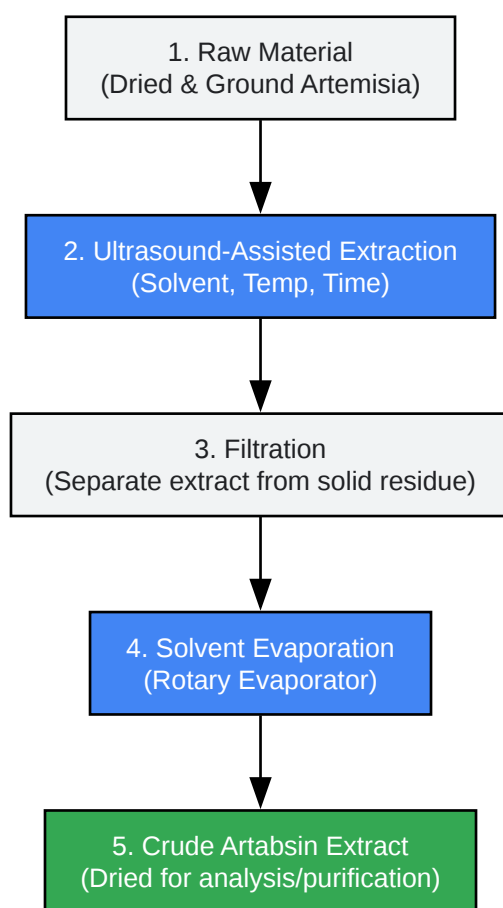 1. Raw Material
(Dried & Ground Artemisia)
2. Ultrasound-Assisted Extraction
(Solvent, Temp, Time)
3. Filtration
(Separate extract from solid residue)
4. Solvent Evaporation
(Rotary Evaporator)
5. Crude Artabsin Extract
(Dried for analysis/purification)